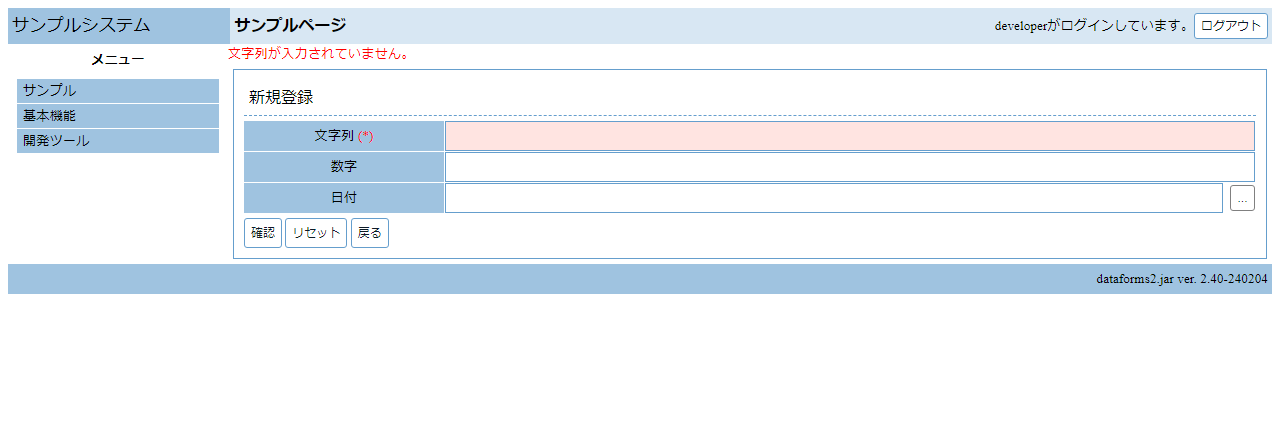 サンプルシステム
サンプルページ
developerがログインしています。 ログアウト
メニュー
サンプル
基本機能
開発ツール
文字列が入力されていません。
新規登録
文字列 (*)
数字
日付
...
確認 リセット 戻る
dataforms2.jar ver. 2.40-240204